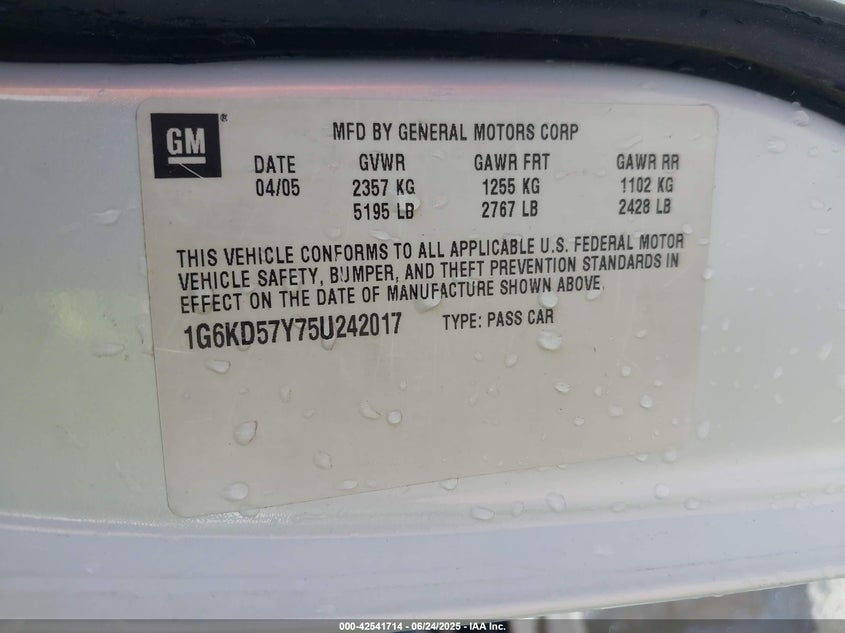 GM®
MFD BY GENERAL MOTORS CORP
DATE GVWR GAWR FRT GAWR RR
04/05 2357 KG 1255 KG 1102 KG
5195 LB 2767 LB 2428 LB
THIS VEHICLE CONFORMS TO ALL APPLICABLE U.S. FEDERAL MOTOR
VEHICLE SAFETY, BUMPER, AND THEFT PREVENTION STANDARDS IN
EFFECT ON THE DATE OF MANUFACTURE SHOWN ABOVE.
1G6KD57Y75U242017 TYPE: PASS CAR
000-42541714 - 06/24/2025 - IAA Inc.